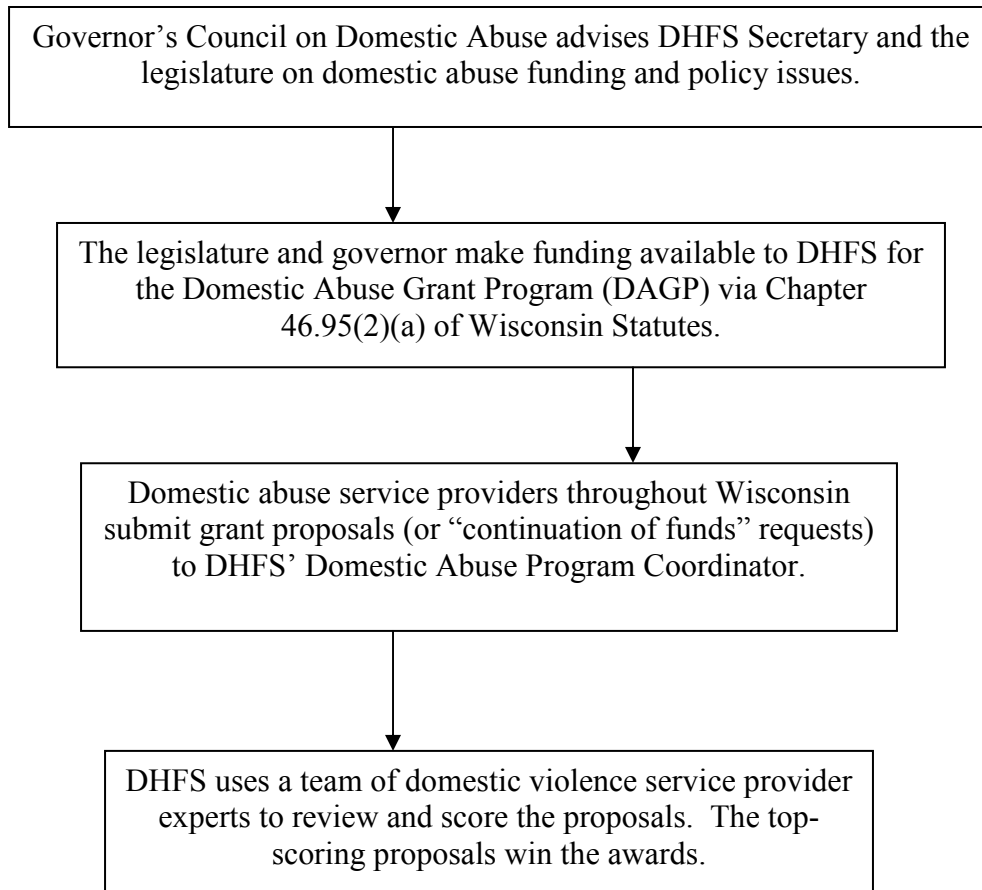 Governor’s Council on Domestic Abuse advises DHFS Secretary and the
legislature on domestic abuse funding and policy issues.
The legislature and governor make funding available to DHFS for
the Domestic Abuse Grant Program (DAGP) via Chapter
46.95(2)(a) of Wisconsin Statutes.
Domestic abuse service providers throughout Wisconsin
submit grant proposals (or “continuation of funds” requests)
to DHFS’ Domestic Abuse Program Coordinator.
DHFS uses a team of domestic violence service provider
experts to review and score the proposals.  The top-
scoring proposals win the awards.